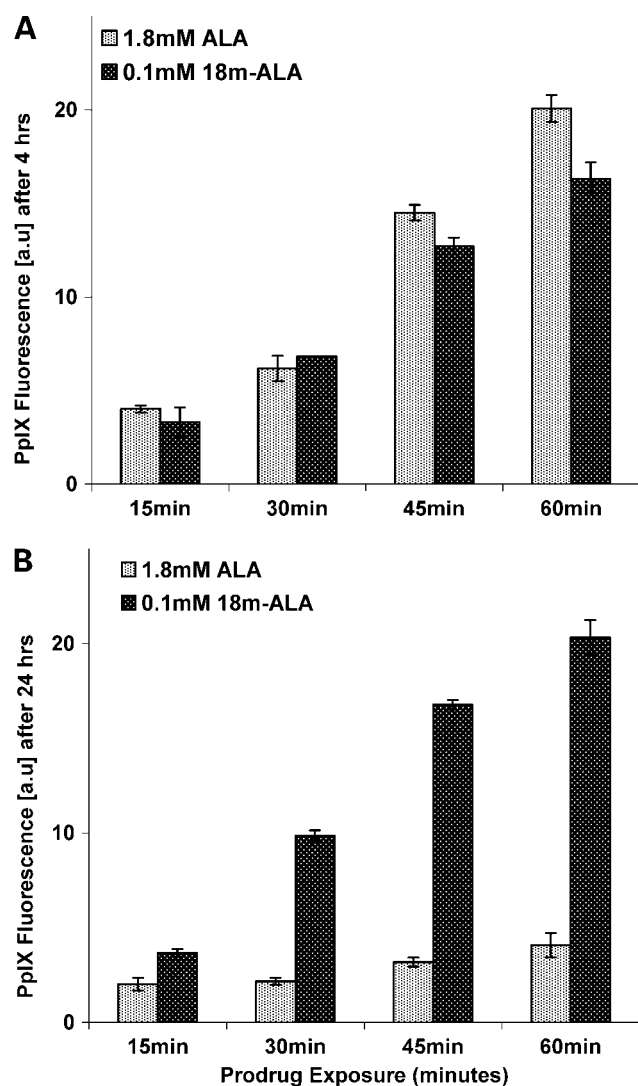 A
1.8mM ALA
0.1mM 18m-ALA
PpIX Fluorescence [a.u] after 4 hrs
20
10
0
15min 30min 45min 60min
B
1.8mM ALA
0.1mM 18m-ALA
PpIX Fluorescence [a.u] after 24 hrs
20
10
0
15min 30min 45min 60min
Prodrug Exposure (minutes)